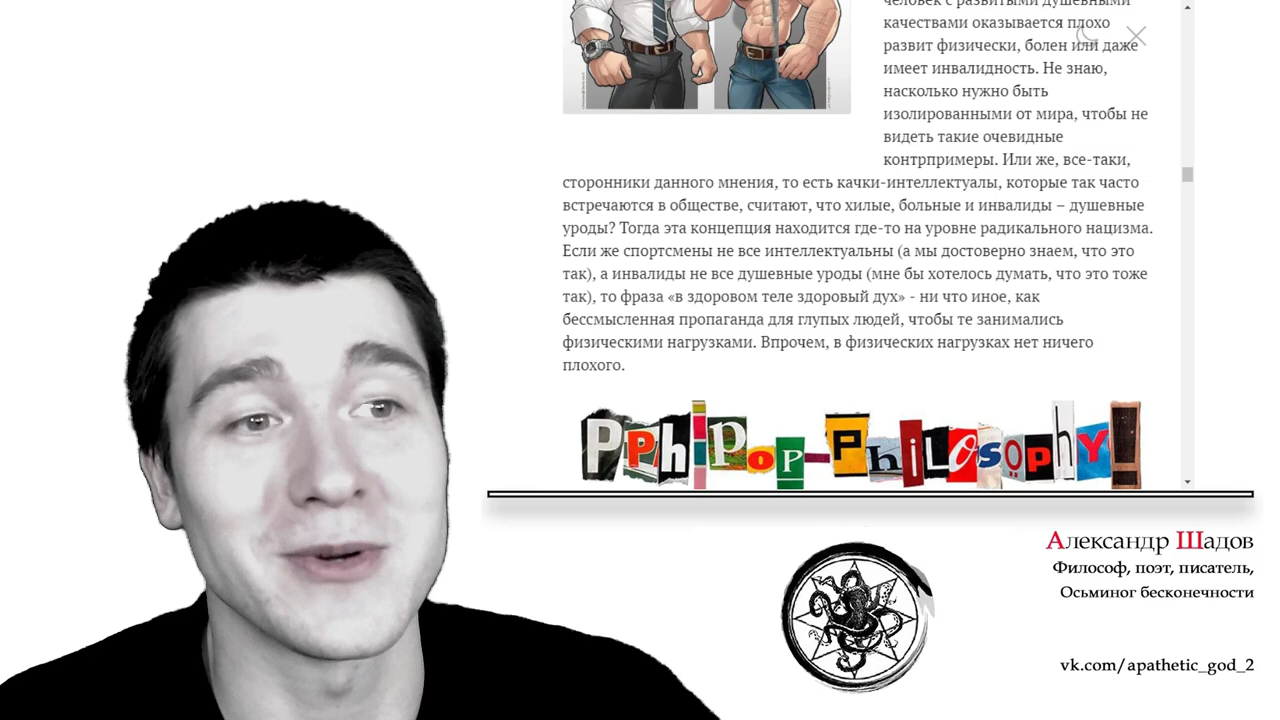 человек с развитыми душевными
качествами оказывается плохо
развит физически, болен или даже
имеет инвалидность. Не знаю,
насколько нужно быть
изолированными от мира, чтобы не
видеть такие очевидные
контрпримеры. Или же, все-таки,
сторонники данного мнения, то есть качки-интеллектуалы, которые так часто
встречаются в обществе, считают, что хилые, больные и инвалиды – душевные
уроды? Тогда эта концепция находится где-то на уровне радикального нацизма.
Если же спортсмены не все интеллектуальны (а мы достоверно знаем, что это
так), а инвалиды не все душевные уроды (мне бы хотелось думать, что это тоже
так), то фраза «в здоровом теле здоровый дух» - ни что иное, как
бессмысленная пропаганда для глупых людей, чтобы те занимались
физическими нагрузками. Впрочем, в физических нагрузках нет ничего
плохого.
PPhiPop-PhiLOsophy!
Александр Шадов
Философ, поэт, писатель,
Осьминог бесконечности
vk.com/apathetic_god_2